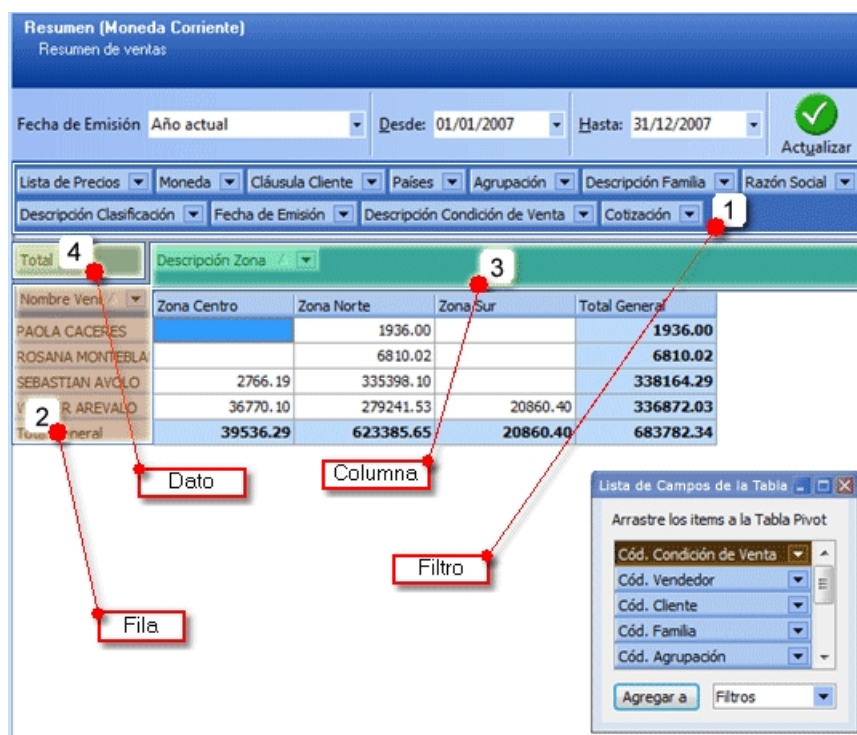 Resumen (Moneda Corriente)
Resumen de ventas
Fecha de Emisión Año actual Desde: 01/01/2007 Hasta: 31/12/2007
Actualizar
Lista de Precios Moneda Cláusula Cliente Países Agrupación Descripción Familia Razón Social
Descripción Clasificación Fecha de Emisión Descripción Condición de Venta Cotización 1
Total 4 Descripción Zona 3
Nombre Zona Centro Zona Norte Zona Sur Total General
PAOLA CACERES 1936.00 1936.00
ROSANA MONTEBLA 6810.02 6810.02
SEBASTIAN AVOLO 2766.19 335398.10 338164.29
2 AREVALO 36770.10 279241.53 20860.40 336872.03
39536.29 623385.65 20860.40 683782.34
Dato
Columna
Filtro
Fila
Lista de Campos de la Tabla
Arrastre los items a la Tabla Pivot
Cód. Condición de Venta
Cód. Vendedor
Cód. Cliente
Cód. Familia
Cód. Agrupación
Agregar a Filtros